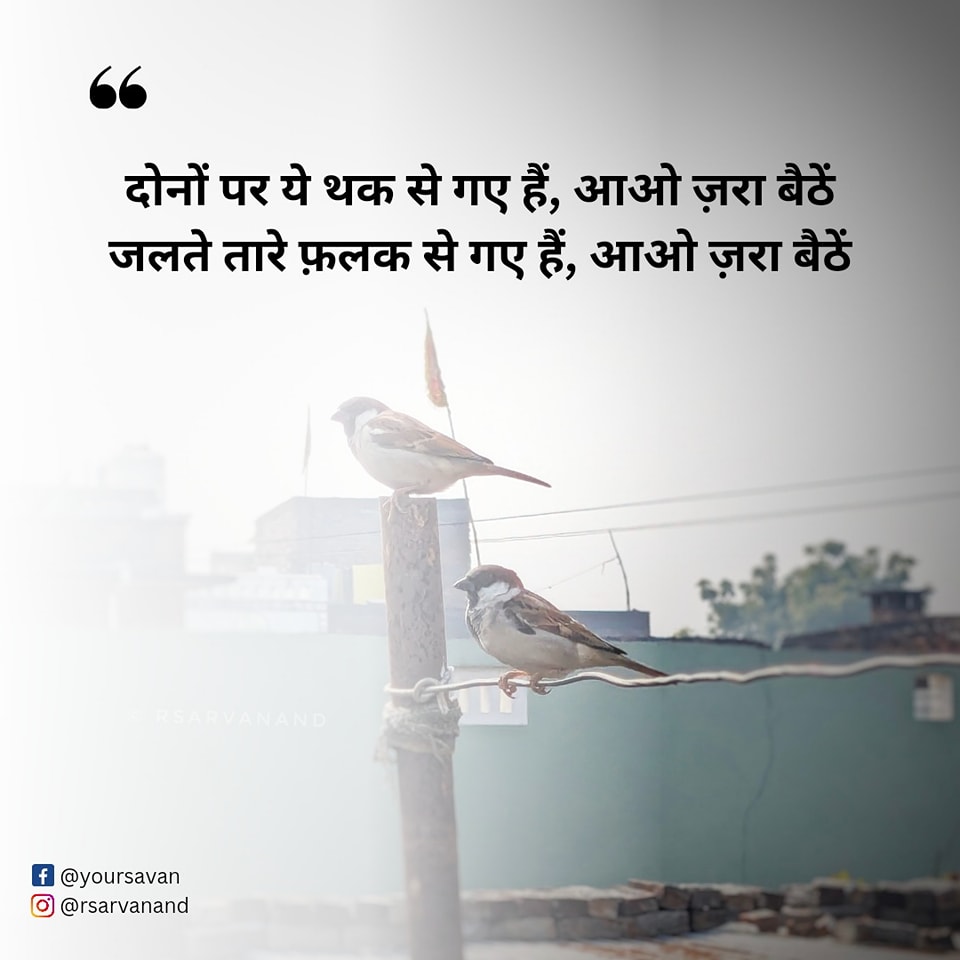 ❝
दोनों पर ये थक से गए हैं, आओ ज़रा बैठें
जलते तारे फ़लक से गए हैं, आओ ज़रा बैठें
© RSARVANAND
@yoursavan
@rsarvanand